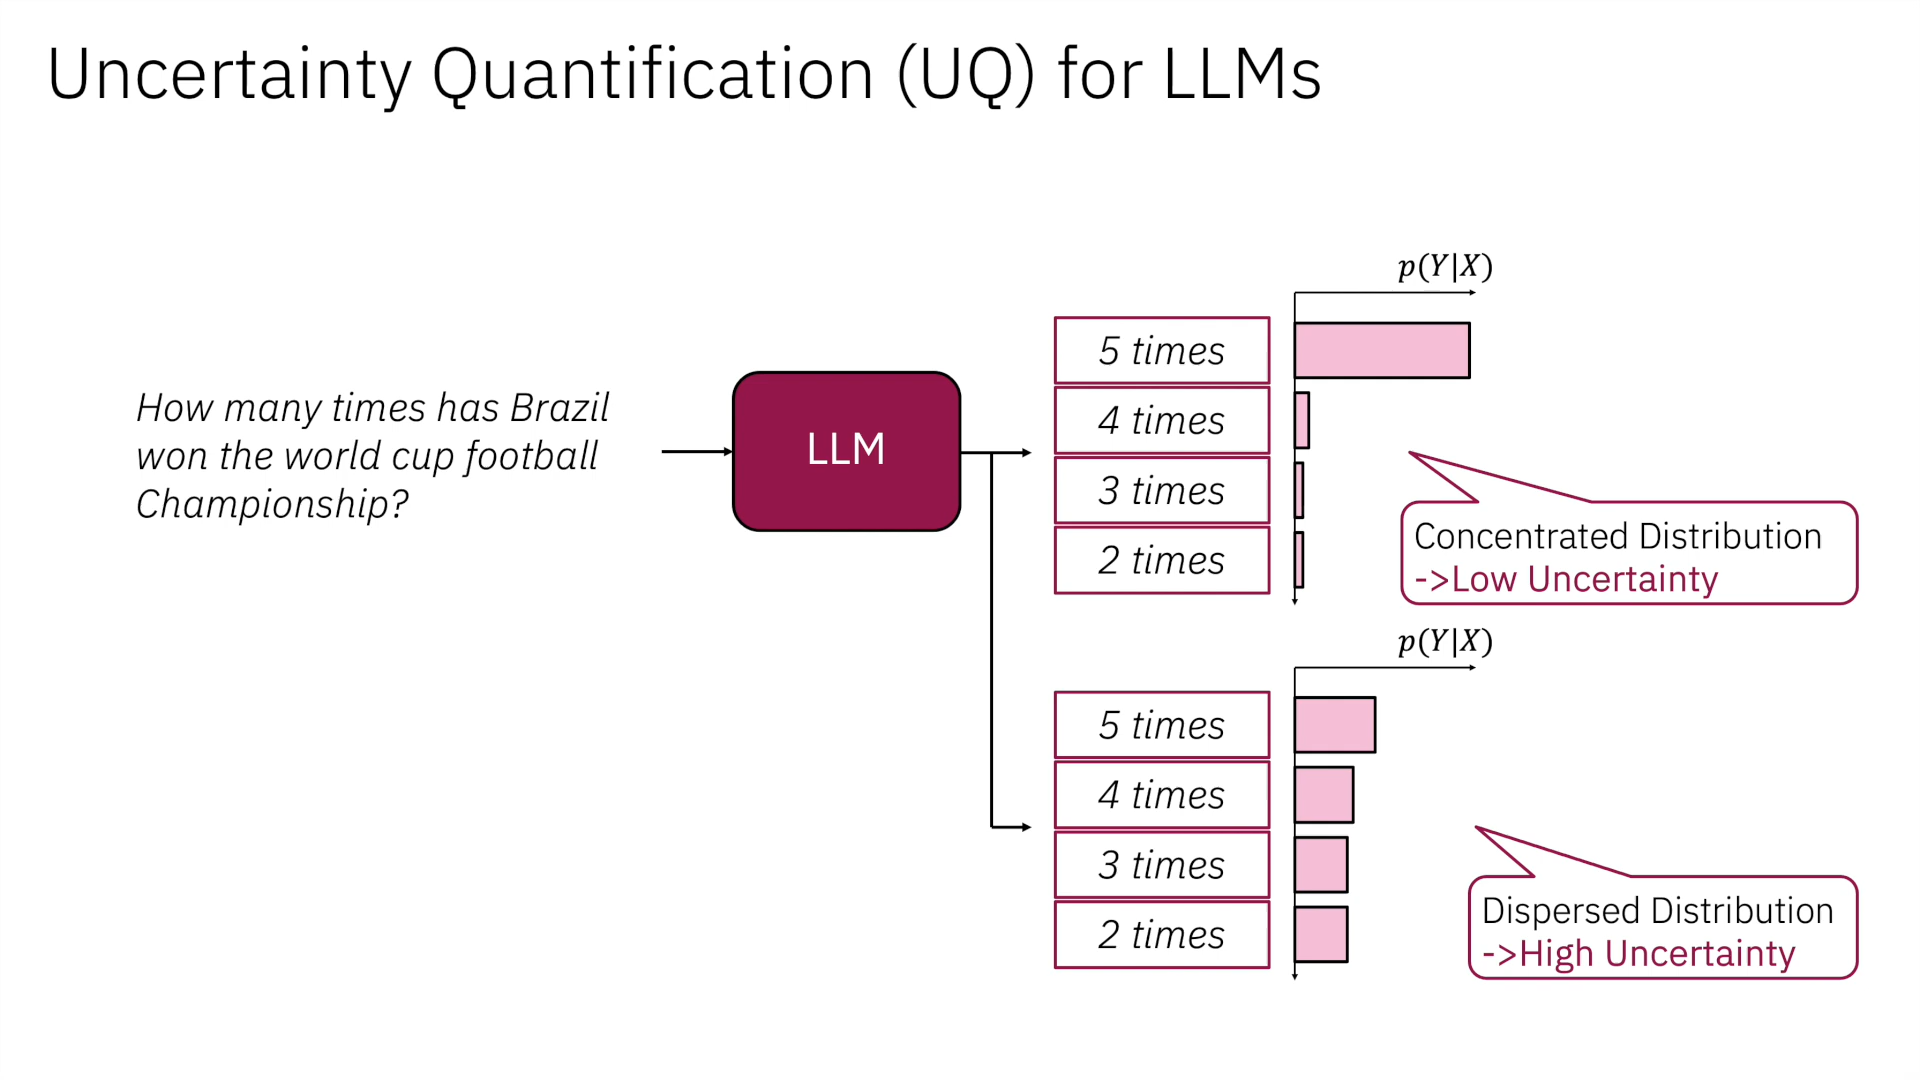 Uncertainty Quantification (UQ) for LLMs
How many times has Brazil
won the world cup football
Championship?
LLM
p(Y|X)
5 times
4 times
3 times
2 times
Concentrated Distribution
->Low Uncertainty
p(Y|X)
5 times
4 times
3 times
2 times
Dispersed Distribution
->High Uncertainty